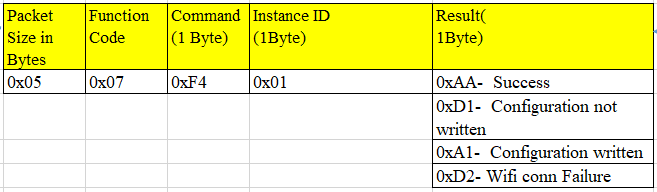 Packet Size in Bytes
Function Code
Command (1 Byte)
Instance ID (1Byte)
Result( 1Byte)
0x05
0x07
0xF4
0x01
0xAA- Success
0xD1- Configuration not written
0xA1- Configuration written
0xD2- Wifi conn Failure